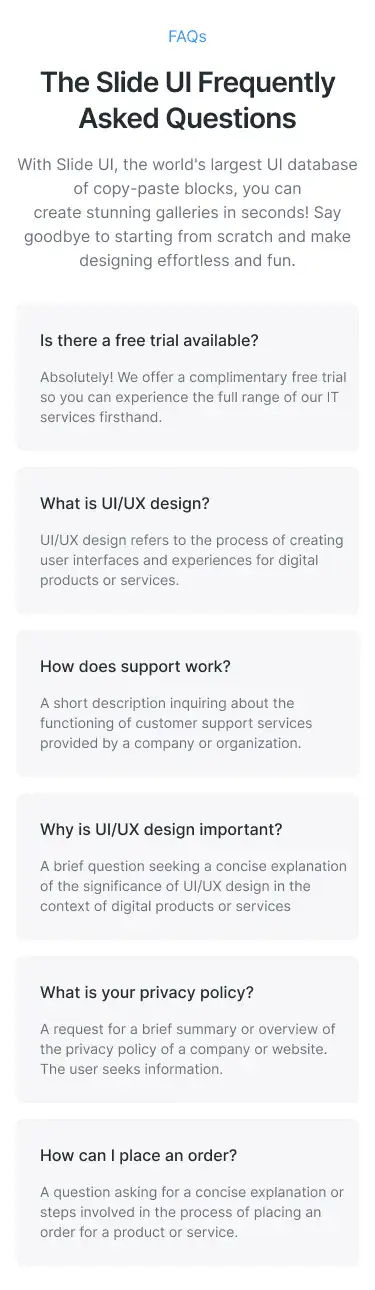 FAQs
The Slide UI Frequently
Asked Questions
With Slide UI, the world's largest UI database
of copy-paste blocks, you can
create stunning galleries in seconds! Say
goodbye to starting from scratch and make
designing effortless and fun.
Is there a free trial available?
Absolutely! We offer a complimentary free trial
so you can experience the full range of our IT
services firsthand.
What is UI/UX design?
UI/UX design refers to the process of creating
user interfaces and experiences for digital
products or services.
How does support work?
A short description inquiring about the
functioning of customer support services
provided by a company or organization.
Why is UI/UX design important?
A brief question seeking a concise explanation
of the significance of UI/UX design in the
context of digital products or services
What is your privacy policy?
A request for a brief summary or overview of
the privacy policy of a company or website.
The user seeks information.
How can I place an order?
A question asking for a concise explanation or
steps involved in the process of placing an
order for a product or service.